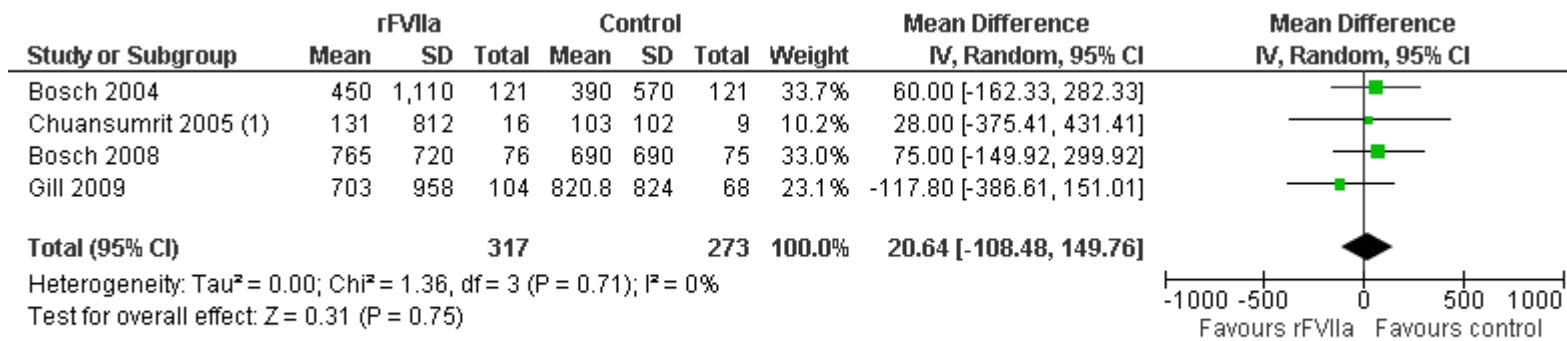 rFVIIa Control Mean Difference Mean Difference
Study or Subgroup Mean SD Total Mean SD Total Weight IV, Random, 95% CI IV, Random, 95% CI
Bosch 2004 450 1,110 121 390 570 121 33.7% 60.00 [-162.33, 282.33]
Chuansumrit 2005 (1) 131 812 16 103 102 9 10.2% 28.00 [-375.41, 431.41]
Bosch 2008 765 720 76 690 690 75 33.0% 75.00 [-149.92, 299.92]
Gill 2009 703 958 104 820.8 824 68 23.1% -117.80 [-386.61, 151.01]
Total (95% CI) 317 273 100.0% 20.64 [-108.48, 149.76]
Heterogeneity: Tau² = 0.00; Chi² = 1.36, df = 3 (P = 0.71); I² = 0%
Test for overall effect: Z = 0.31 (P = 0.75)
-1000 -500 0 500 1000
Favours rFVIIa Favours control